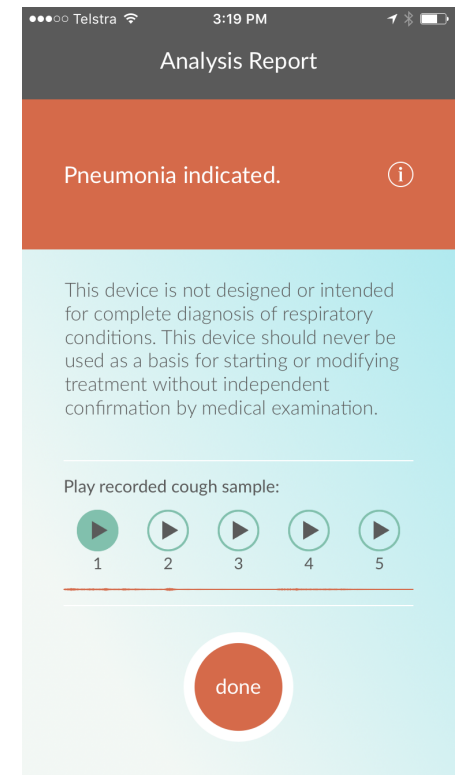 Telstra 3:19 PM
Analysis Report
Pneumonia indicated.
This device is not designed or intended
for complete diagnosis of respiratory
conditions. This device should never be
used as a basis for starting or modifying
treatment without independent
confirmation by medical examination.
Play recorded cough sample:
1 2 3 4 5
done